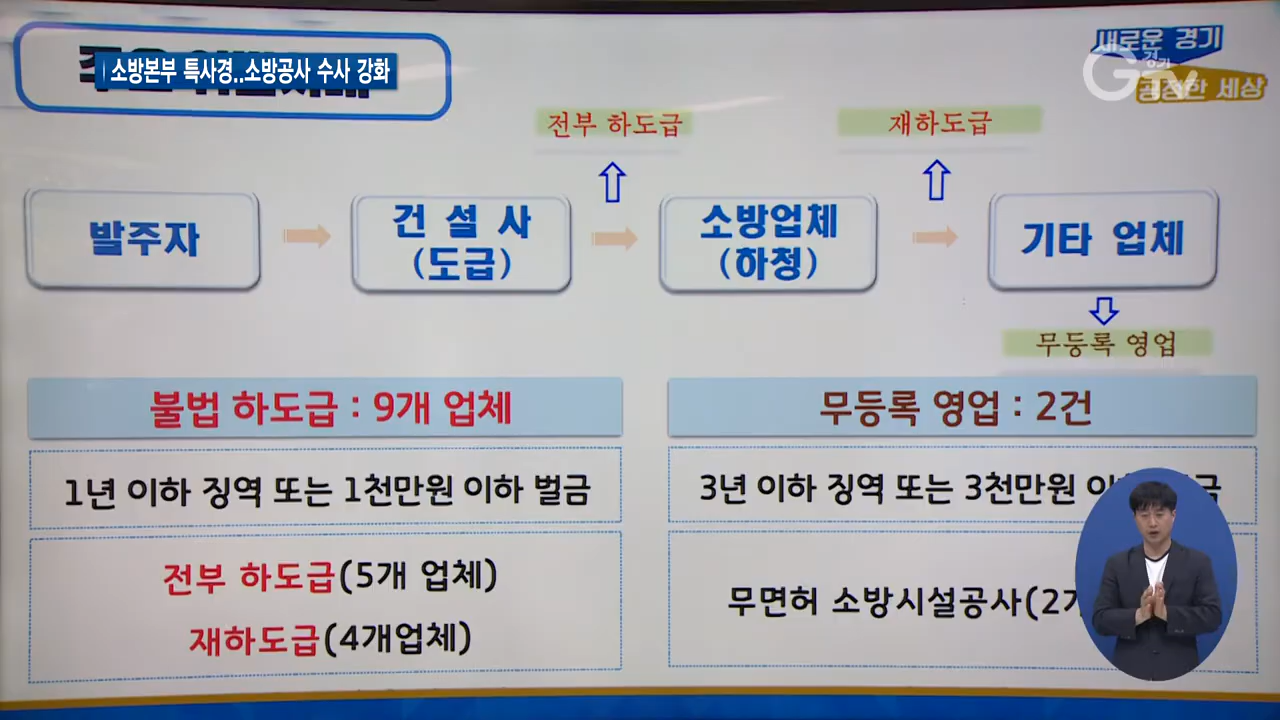 소방본부 특사경..소방공사 수사 강화
새로운 경기
공정한 세상
경기
GTV
전부 하도급
재하도급
발주자
건 설 사
(도급)
소방업체
(하청)
기타 업체
무등록 영업
불법 하도급 : 9개 업체
무등록 영업 : 2건
1년 이하 징역 또는 1천만원 이하 벌금
3년 이하 징역 또는 3천만원
전부 하도급(5개 업체)
재하도급(4개업체)
무면허 소방시설공사(2